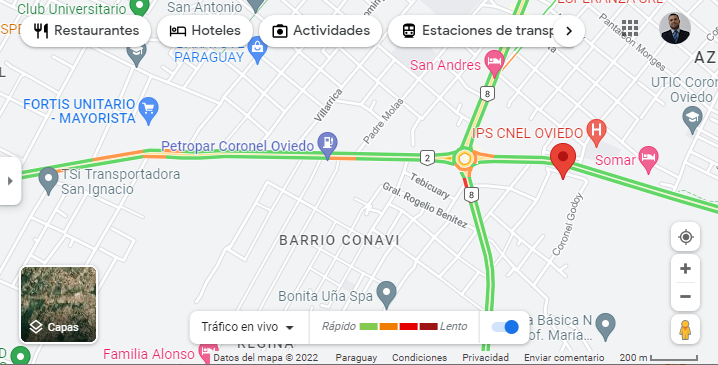 Club Universitario
San Antonio
ESPERANZA SRL
Restaurantes
Hoteles
Actividades
Estaciones de transp
PARAGUAY
San Andres
Pantaleón Monges
AZ
UTIC Coronel
Oviedo
FORTIS UNITARIO
- MAYORISTA
Villarrica
Padre Molas
8
Petropar Coronel Oviedo
IPS CNEL OVIEDO
2
Somar
TSi Transportadora
San Ignacio
Tebicuary
Gral. Rogelio Benitez
8
Coronel Godoy
BARRIO CONAVI
Bonita Uña Spa
Capas
Tráfico en vivo
Rápido
Lento
a Básica N
of. María...
Familia Alonso
REGINA
Datos del mapa © 2022
Paraguay
Condiciones
Privacidad
Enviar comentario
200 m